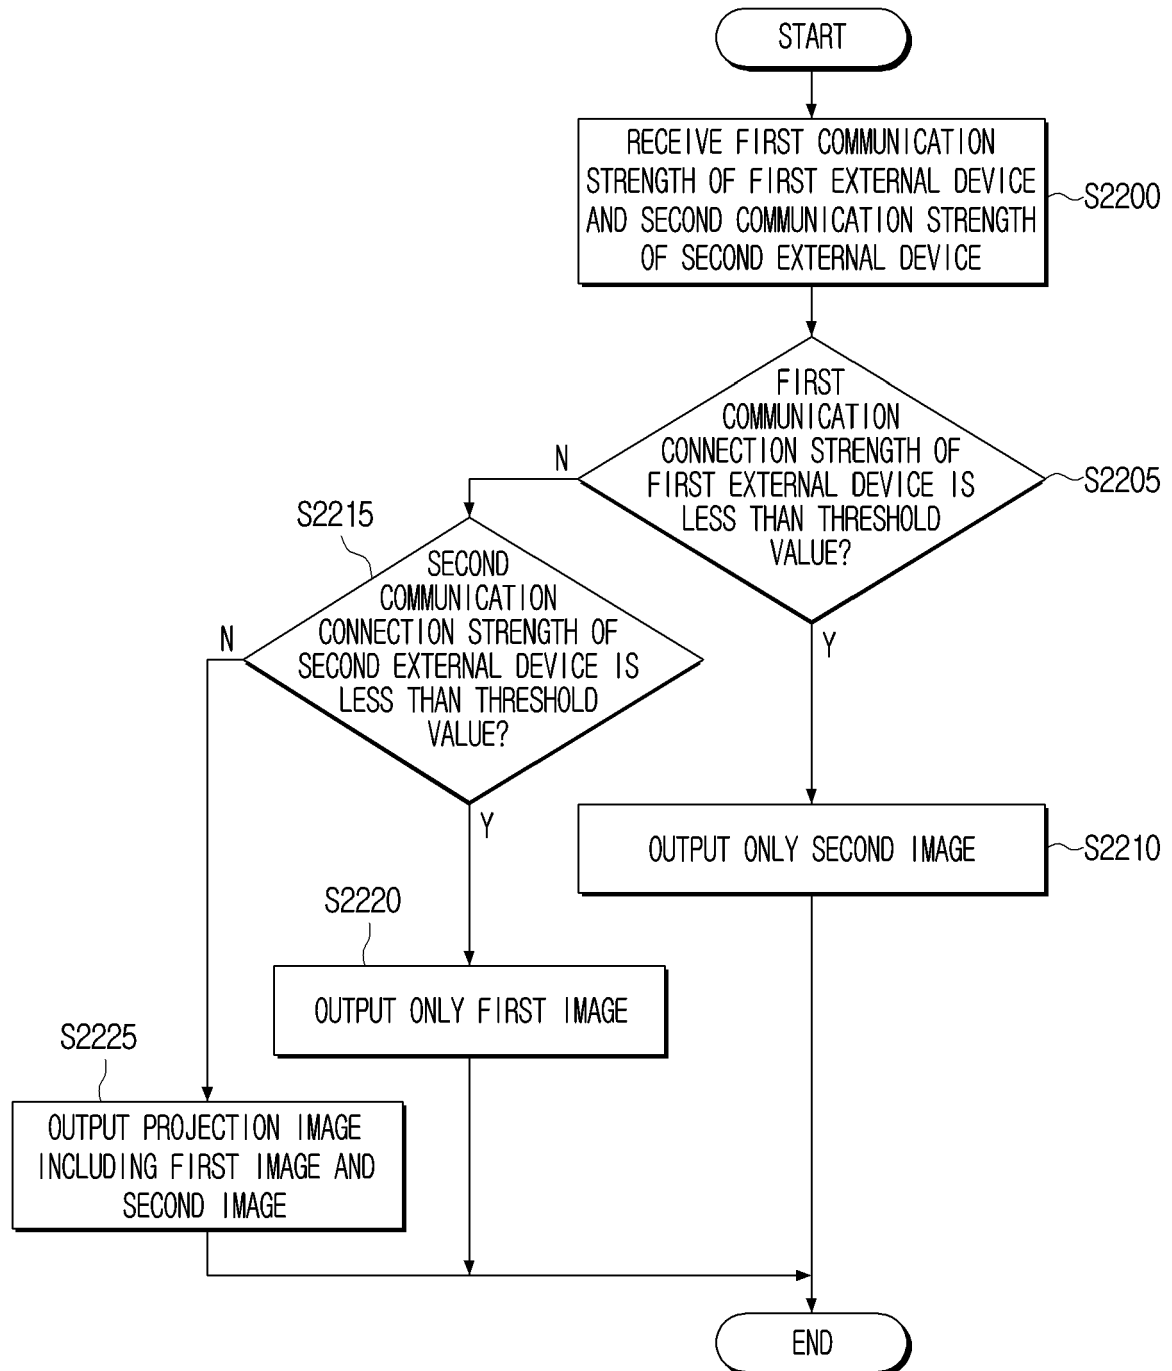 START
RECEIVE FIRST COMMUNICATION
STRENGTH OF FIRST EXTERNAL DEVICE
AND SECOND COMMUNICATION STRENGTH
OF SECOND EXTERNAL DEVICE
S2200
FIRST
COMMUNICATION
CONNECTION STRENGTH OF
FIRST EXTERNAL DEVICE IS
LESS THAN THRESHOLD
VALUE?
S2205
N
Y
S2215
SECOND
COMMUNICATION
CONNECTION STRENGTH OF
SECOND EXTERNAL DEVICE IS
LESS THAN THRESHOLD
VALUE?
N
Y
OUTPUT ONLY SECOND IMAGE
S2210
S2220
OUTPUT ONLY FIRST IMAGE
S2225
OUTPUT PROJECTION IMAGE
INCLUDING FIRST IMAGE AND
SECOND IMAGE
END